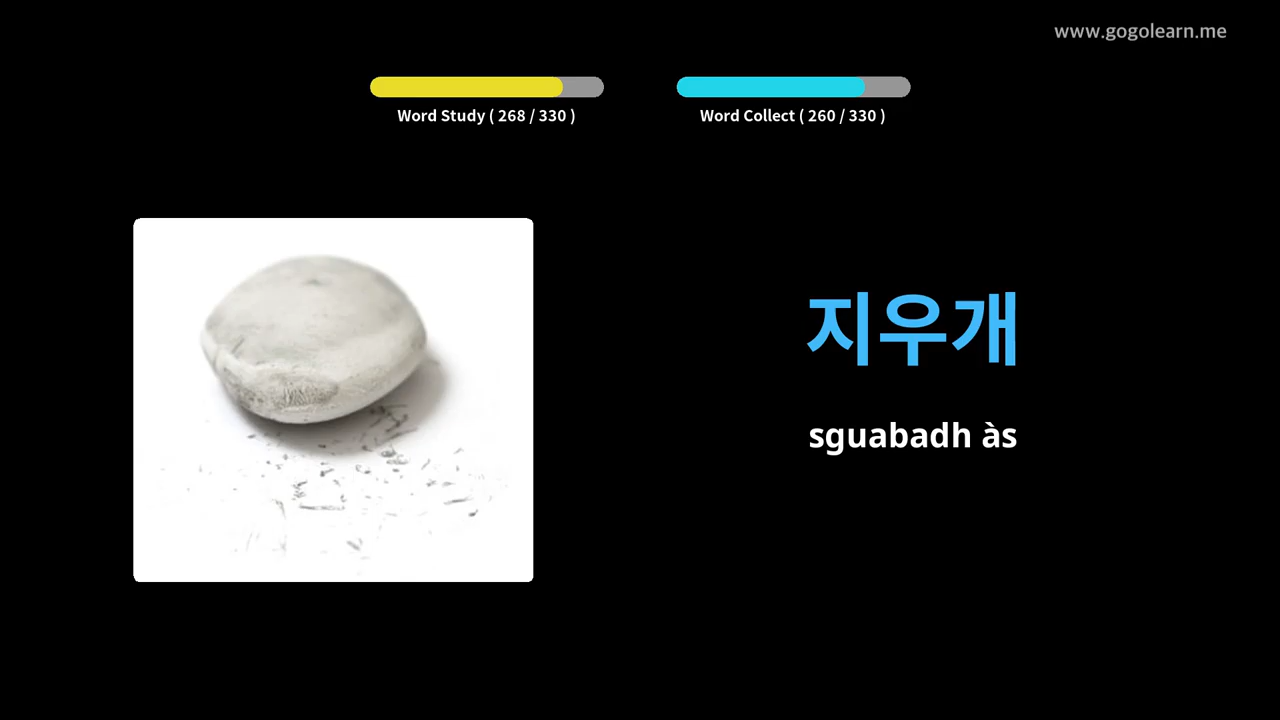 www.gogolearn.me
Word Study ( 268 / 330 )
Word Collect ( 260 / 330 )
지우개
sguabadh às